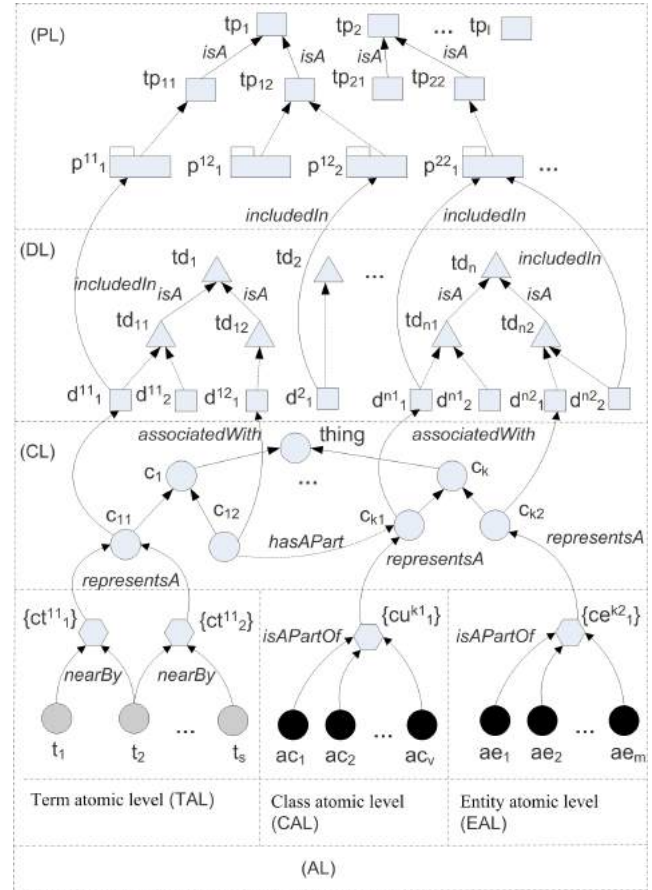 (PL)
tp₁ tp₂ ... tpₗ
isA isA isA isA
tp₁₁ tp₁₂ tp₂₁ tp₂₂
p¹¹₁ p¹²₁ p¹²₂ p²²₁ ...
includedIn includedIn
(DL)
td₁ td₂ ... tdₙ includedIn
includedIn isA isA isA isA
td₁₁ td₁₂ tdₙ₁ tdₙ₂
d¹¹₁ d¹¹₂ d¹²₁ d²₁ dⁿ¹₁ dⁿ¹₂ dⁿ²₁ dⁿ²₂
associatedWith thing associatedWith
(CL)
c₁ ... cₖ
c₁₁ c₁₂ cₖ₁ cₖ₂
hasAPart representsA representsA
representsA
{ct¹¹₁} {ct¹¹₂} {cuᵏ¹₁} {ceᵏ²₁}
isAPartOf isAPartOf
nearBy nearBy
... ... ...
t₁ t₂ tₛ ac₁ ac₂ acᵥ ae₁ ae₂ aeₘ
Term atomic level (TAL) Class atomic level Entity atomic level
(CAL) (EAL)
(AL)